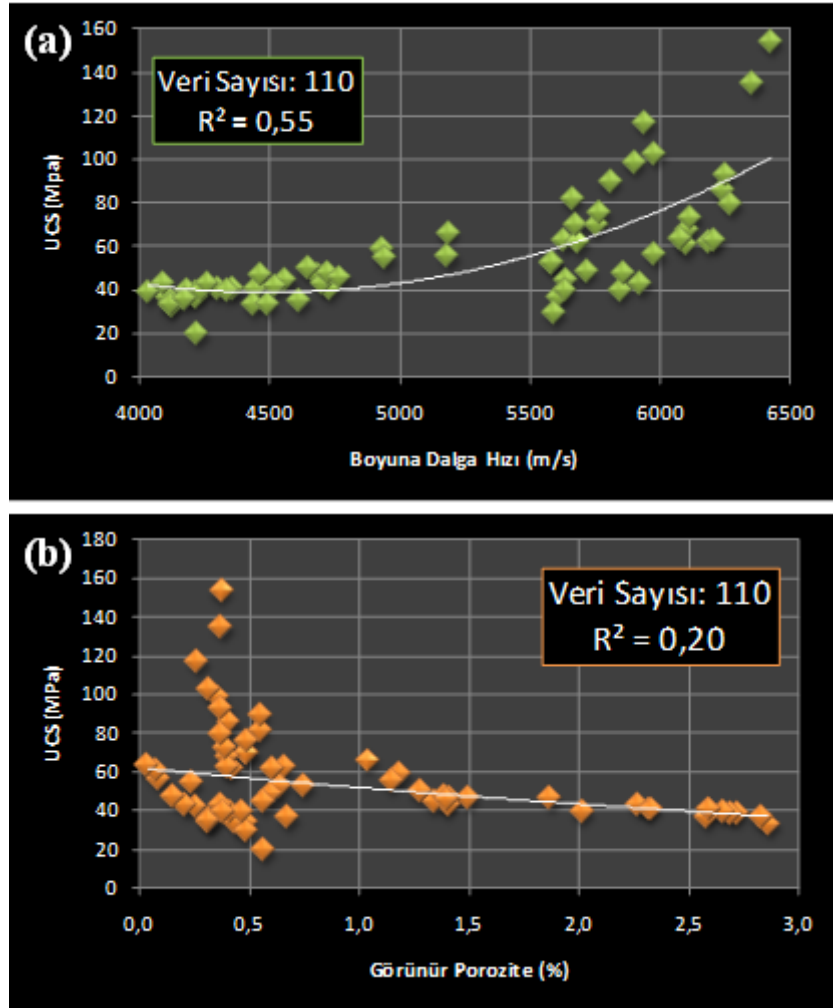 (a)
Veri Sayısı: 110
R² = 0,55
160
140
120
100
80
60
40
20
0
UCS (Mpa)
4000 4500 5000 5500 6000 6500
Boyuna Dalga Hızı (m/s)
(b)
Veri Sayısı: 110
R² = 0,20
180
160
140
120
100
80
60
40
20
0
UCS (MPa)
0,0 0,5 1,0 1,5 2,0 2,5 3,0
Görünür Porozite (%)